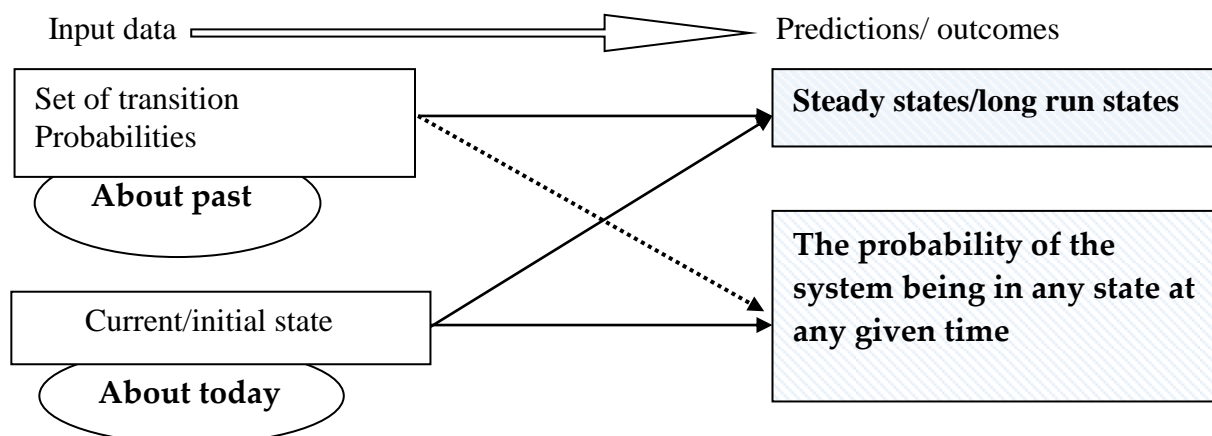 Input data
Predictions/ outcomes
Set of transition
Probabilities
Steady states/long run states
About past
The probability of the
system being in any state at
any given time
Current/initial state
About today